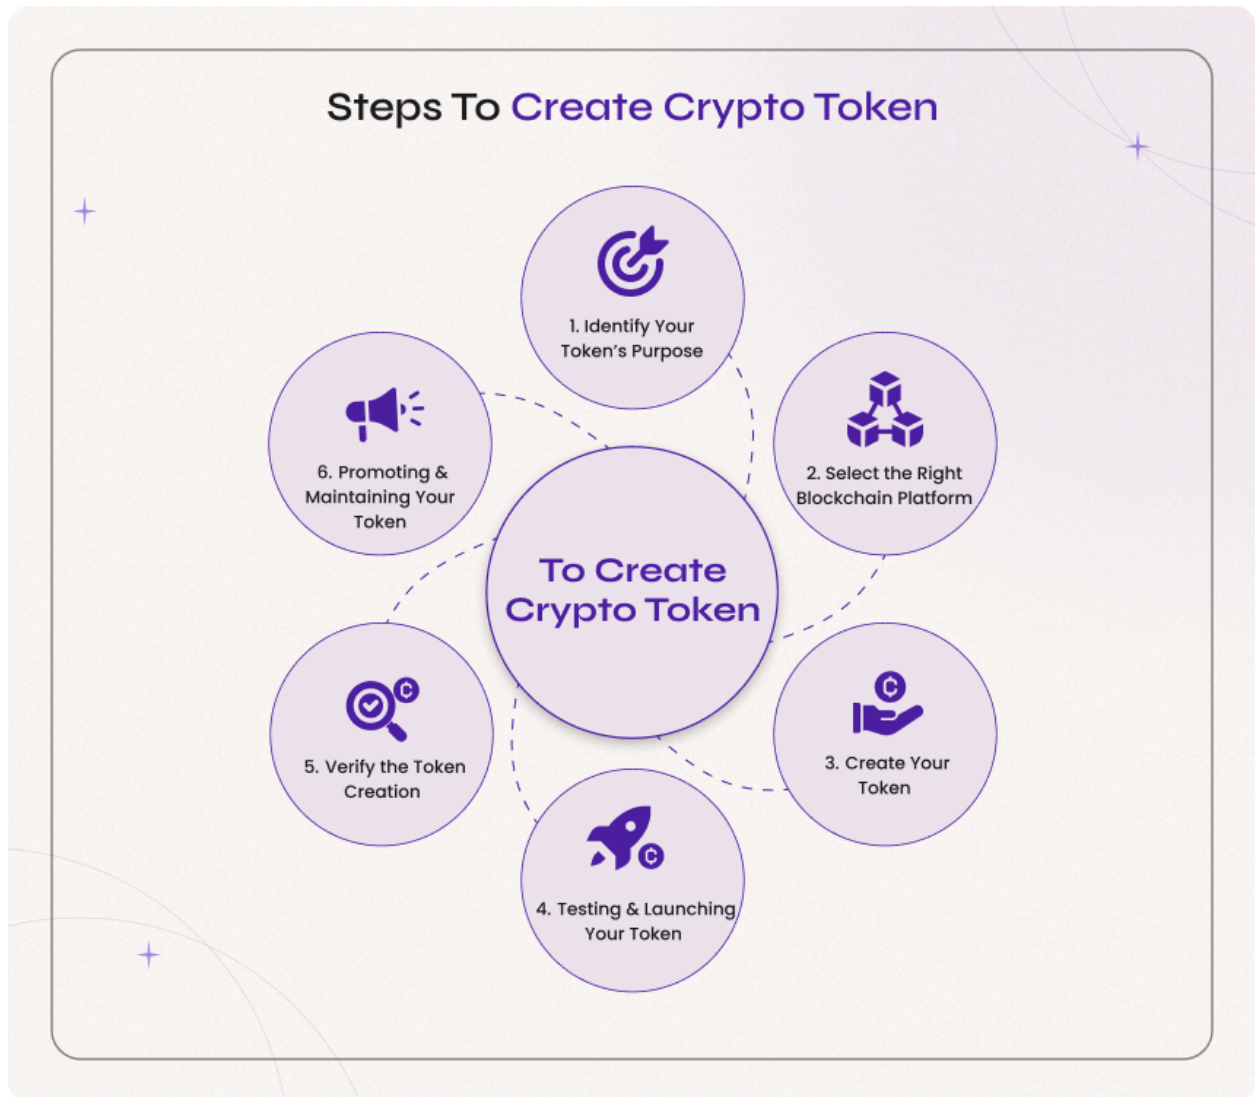 Steps To Create Crypto Token
1. Identify Your
Token's Purpose
2. Select the Right
Blockchain Platform
3. Create Your
Token
4. Testing & Launching
Your Token
5. Verify the Token
Creation
6. Promoting &
Maintaining Your
Token
To Create
Crypto Token